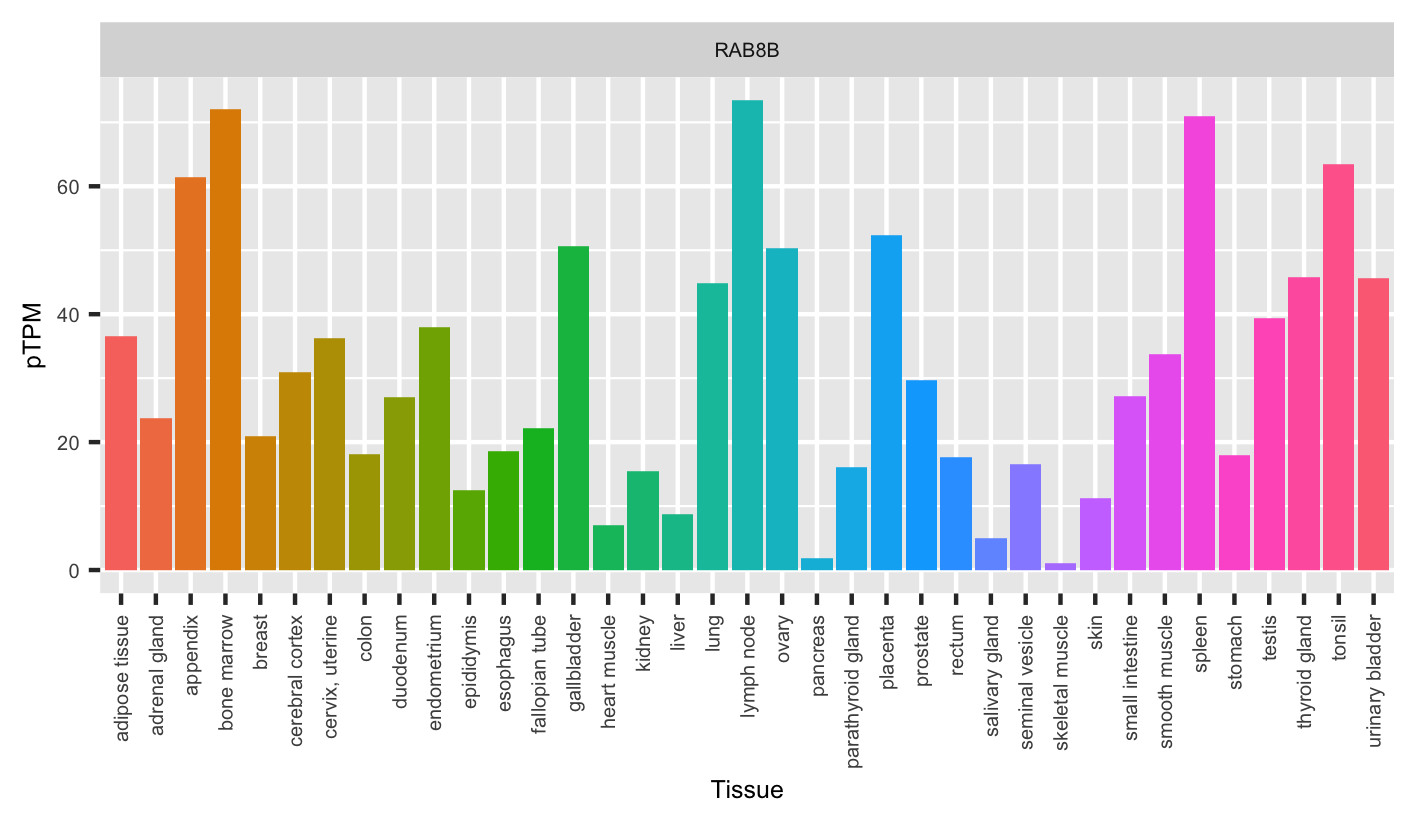 RAB8B
pTPM
60
40
20
0
adipose tissue
adrenal gland
appendix
bone marrow
breast
cerebral cortex
cervix, uterine
colon
duodenum
endometrium
epididymis
esophagus
fallopian tube
gallbladder
heart muscle
kidney
liver
lung
lymph node
ovary
pancreas
parathyroid gland
placenta
prostate
rectum
salivary gland
seminal vesicle
skeletal muscle
skin
small intestine
smooth muscle
spleen
stomach
testis
thyroid gland
tonsil
urinary bladder
Tissue